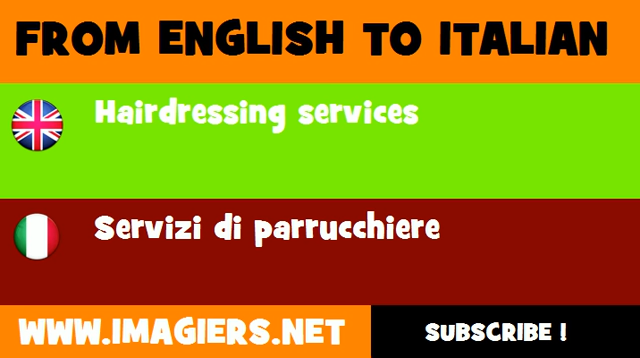 FROM ENGLISH TO ITALIAN
Hairdressing services
Servizi di parrucchiere
WWW.IMAGIERS.NET
SUBSCRIBE !